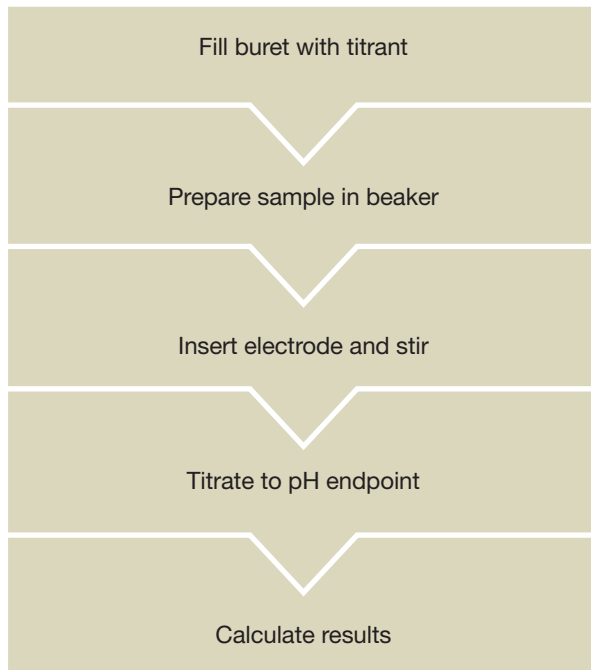 Fill buret with titrant
Prepare sample in beaker
Insert electrode and stir
Titrate to pH endpoint
Calculate results